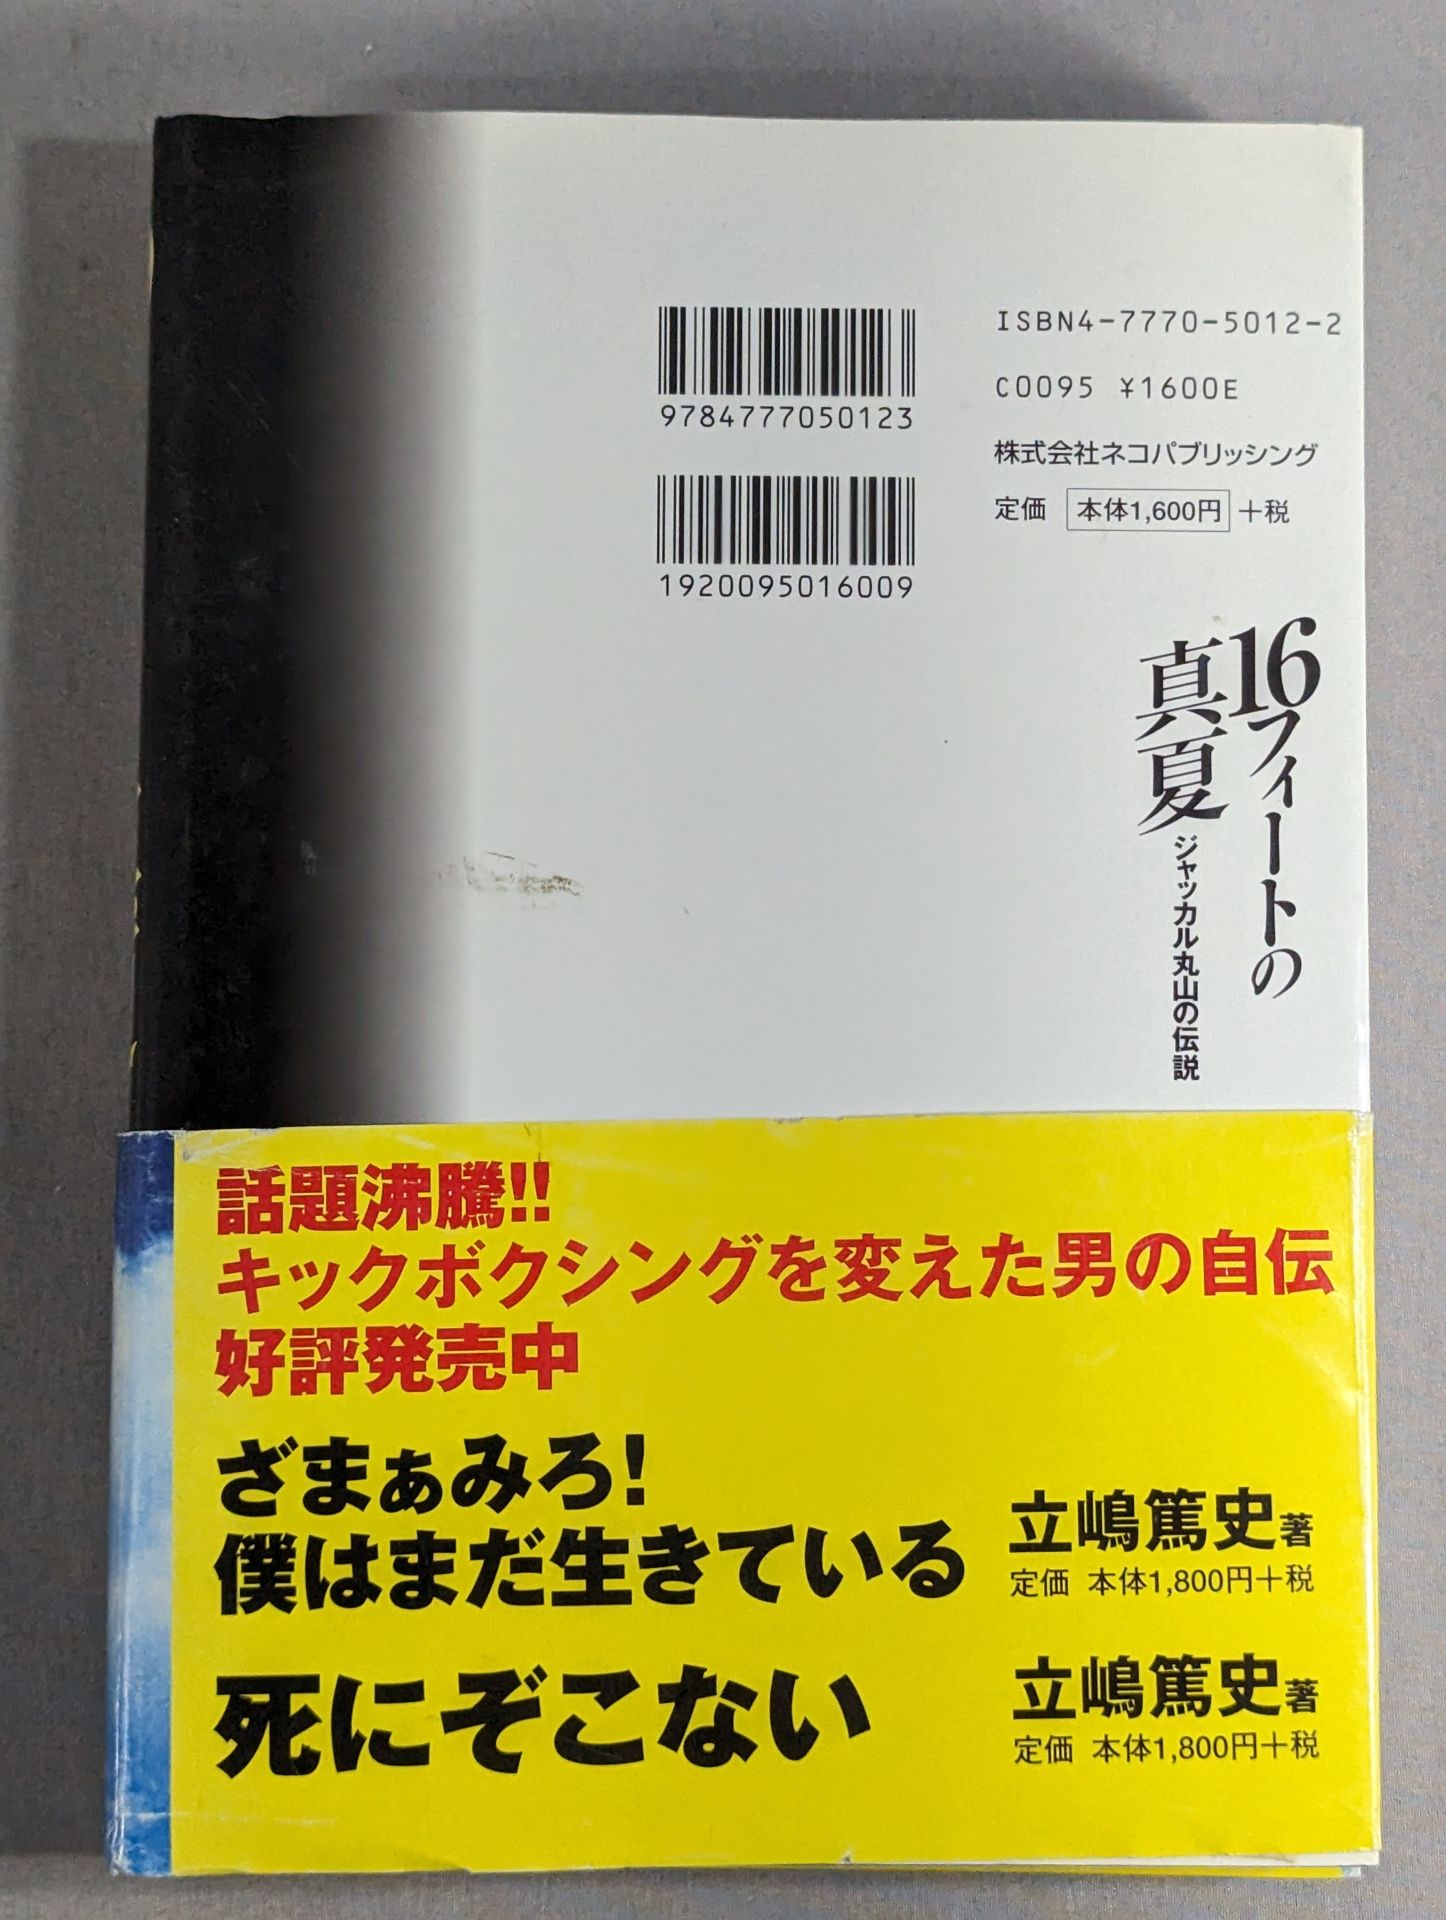 9784777050123
1920095016009
ISBN4-7770-5012-2
C0095 ¥1600E
株式会社ネコパブリッシング
定価 本体1,600円 +税
16フィートの
真夏
ジャッカル丸山の伝説
話題沸騰!!
キックボクシングを変えた男の自伝
好評発売中
ざまぁみろ!
僕はまだ生きている
立嶋篤史著
定価 本体1,800円+税
死にぞこない
立嶋篤史著
定価 本体1,800円+税